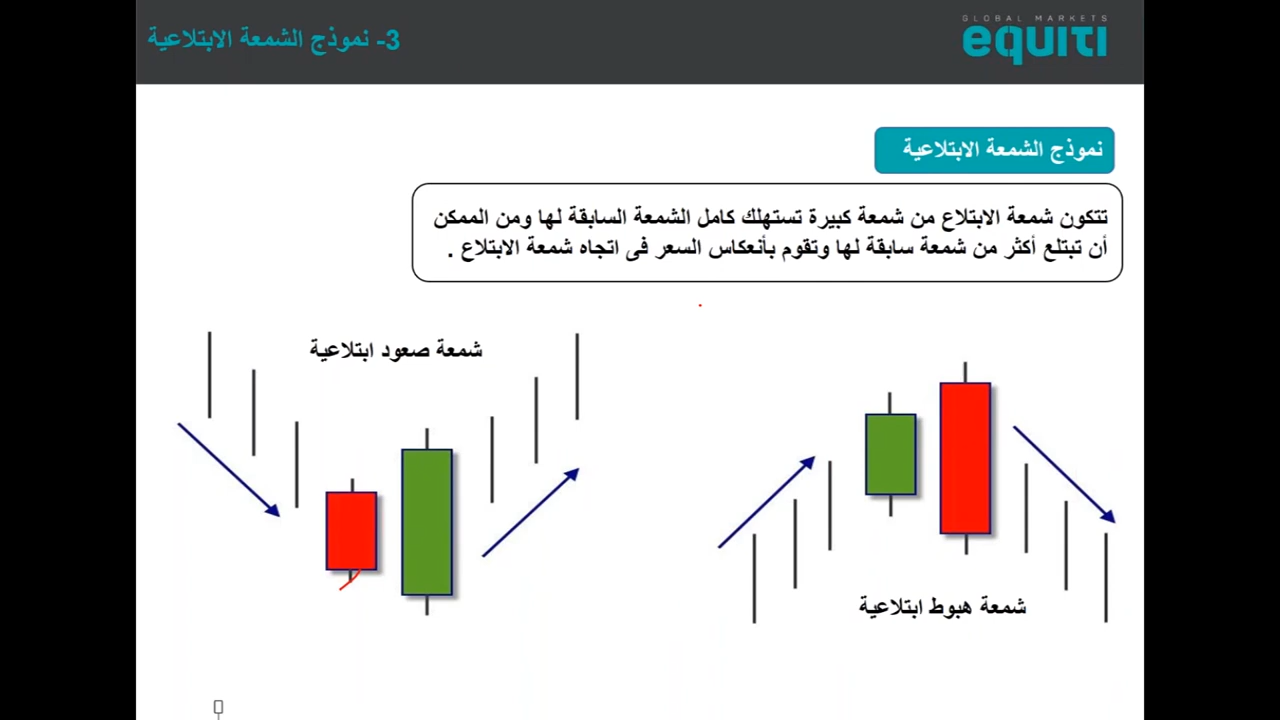 GLOBAL MARKETS
equiti
3- نموذج الشمعة الابتلاعية
نموذج الشمعة الابتلاعية
تتكون شمعة الابتلاع من شمعة كبيرة تستهلك كامل الشمعة السابقة لها ومن الممكن
أن تبتلع أكثر من شمعة سابقة لها وتقوم بأنعكاس السعر فى اتجاه شمعة الابتلاع .
شمعة صعود ابتلاعية
شمعة هبوط ابتلاعية